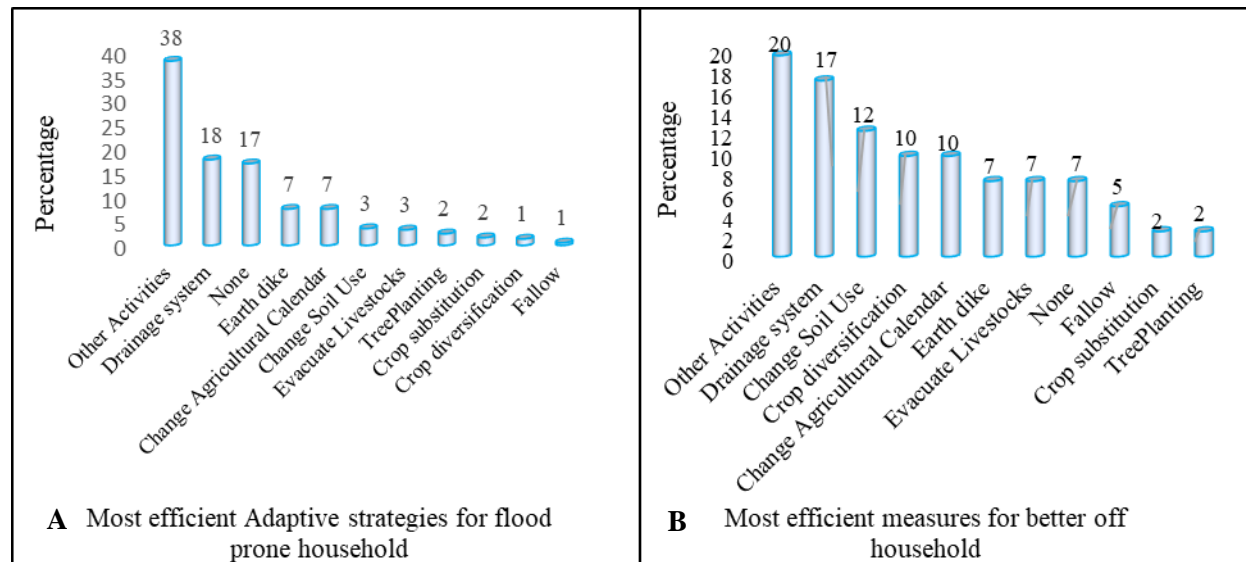 38
40
35
30
25
20
15
10
5
0
Percentage
18
17
7
7
3
3
2
2
1
1
Other Activities
Drainage system
None
Earth dike
Change Agricultural Calendar
Change Soil Use
Evacuate Livestocks
TreePlanting
Crop substitution
Crop diversification
Fallow
A Most efficient Adaptive strategies for flood
prone household
20
20
18
16
14
12
10
8
6
4
2
0
Percentage
17
12
10
10
7
7
7
5
2
2
Other Activities
Drainage system
Change Soil Use
Crop diversification
Change Agricultural Calendar
Earth dike
Evacuate Livestocks
None
Fallow
Crop substitution
TreePlanting
B Most efficient measures for better off
household